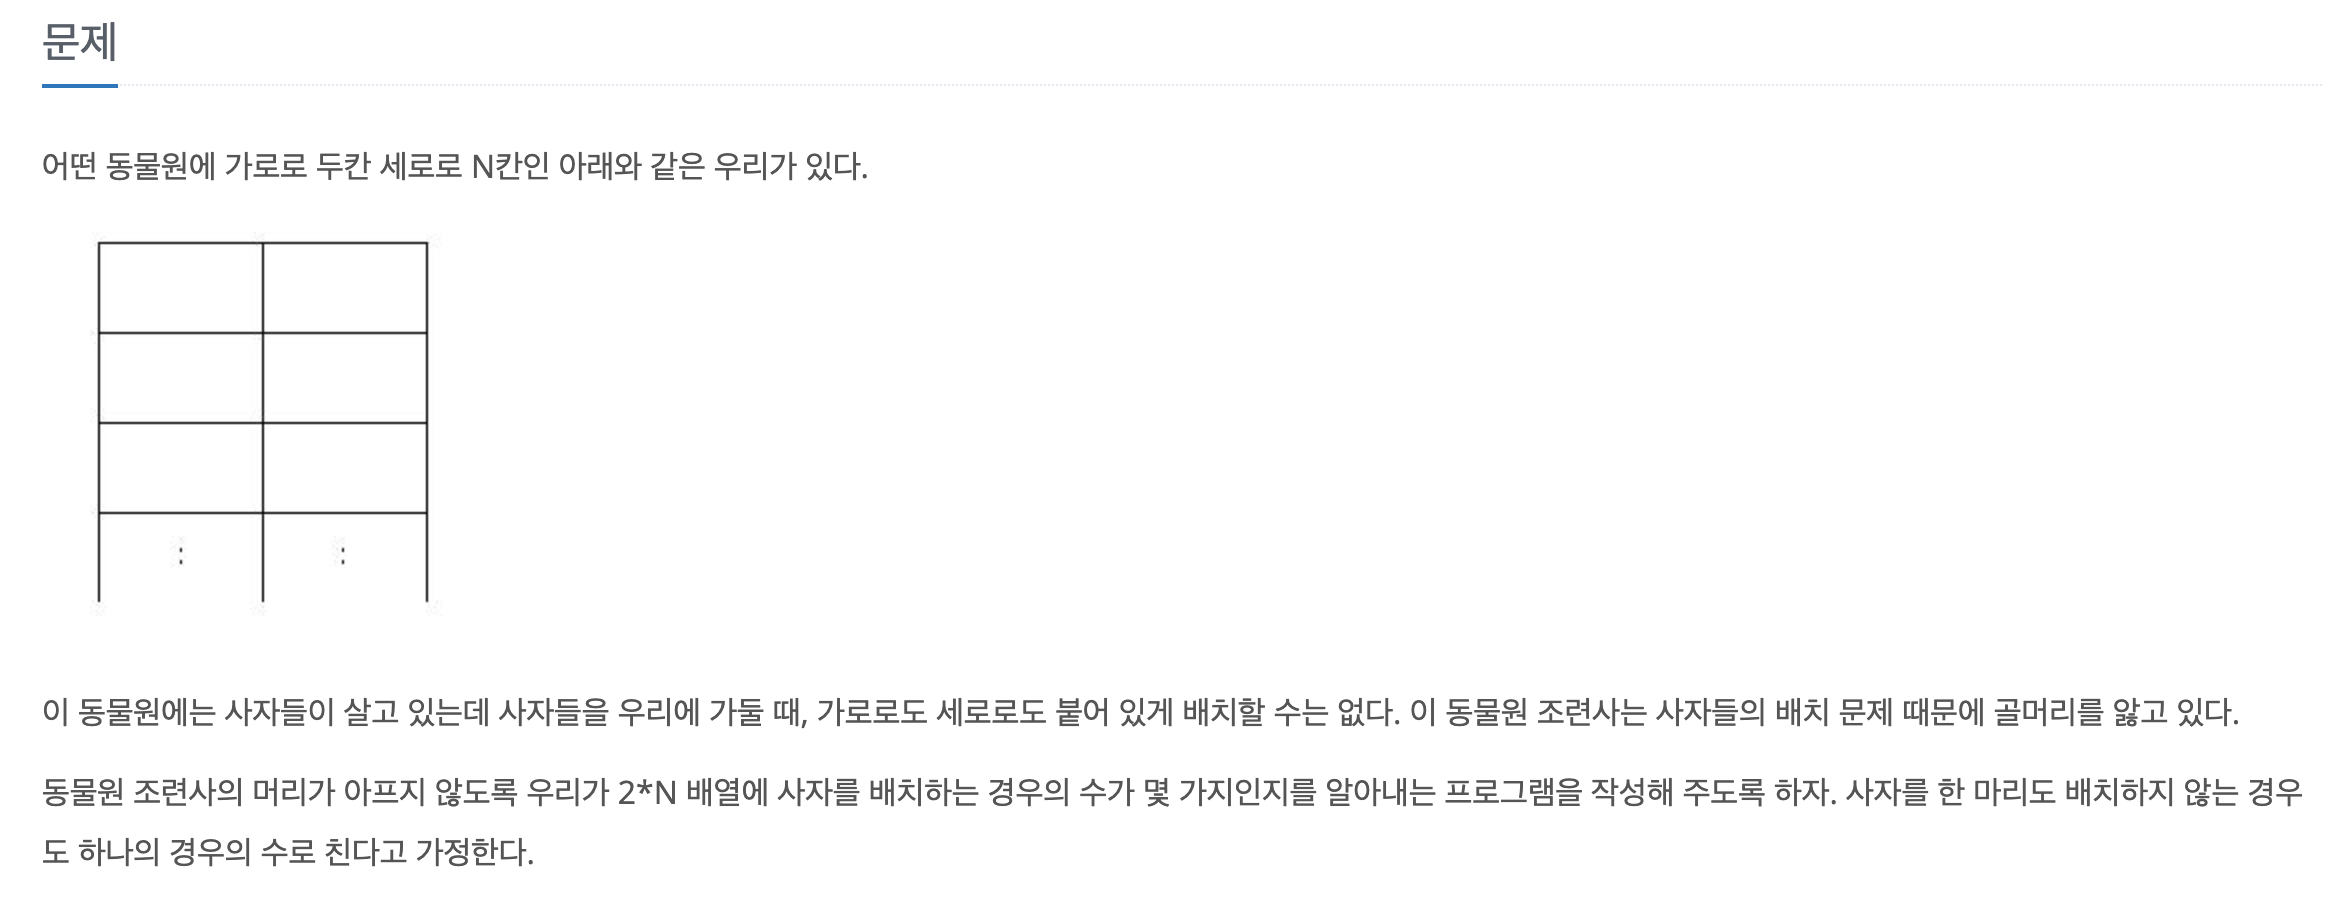 문제
어떤 동물원에 가로로 두칸 세로로 N칸인 아래와 같은 우리가 있다.
: :
이 동물원에는 사자들이 살고 있는데 사자들을 우리에 가둘 때, 가로로도 세로로도 붙어 있게 배치할 수는 없다. 이 동물원 조련사는 사자들의 배치 문제 때문에 골머리를 앓고 있다.
동물원 조련사의 머리가 아프지 않도록 우리가 2*N 배열에 사자를 배치하는 경우의 수가 몇 가지인지를 알아내는 프로그램을 작성해 주도록 하자. 사자를 한 마리도 배치하지 않는 경우
도 하나의 경우의 수로 친다고 가정한다.